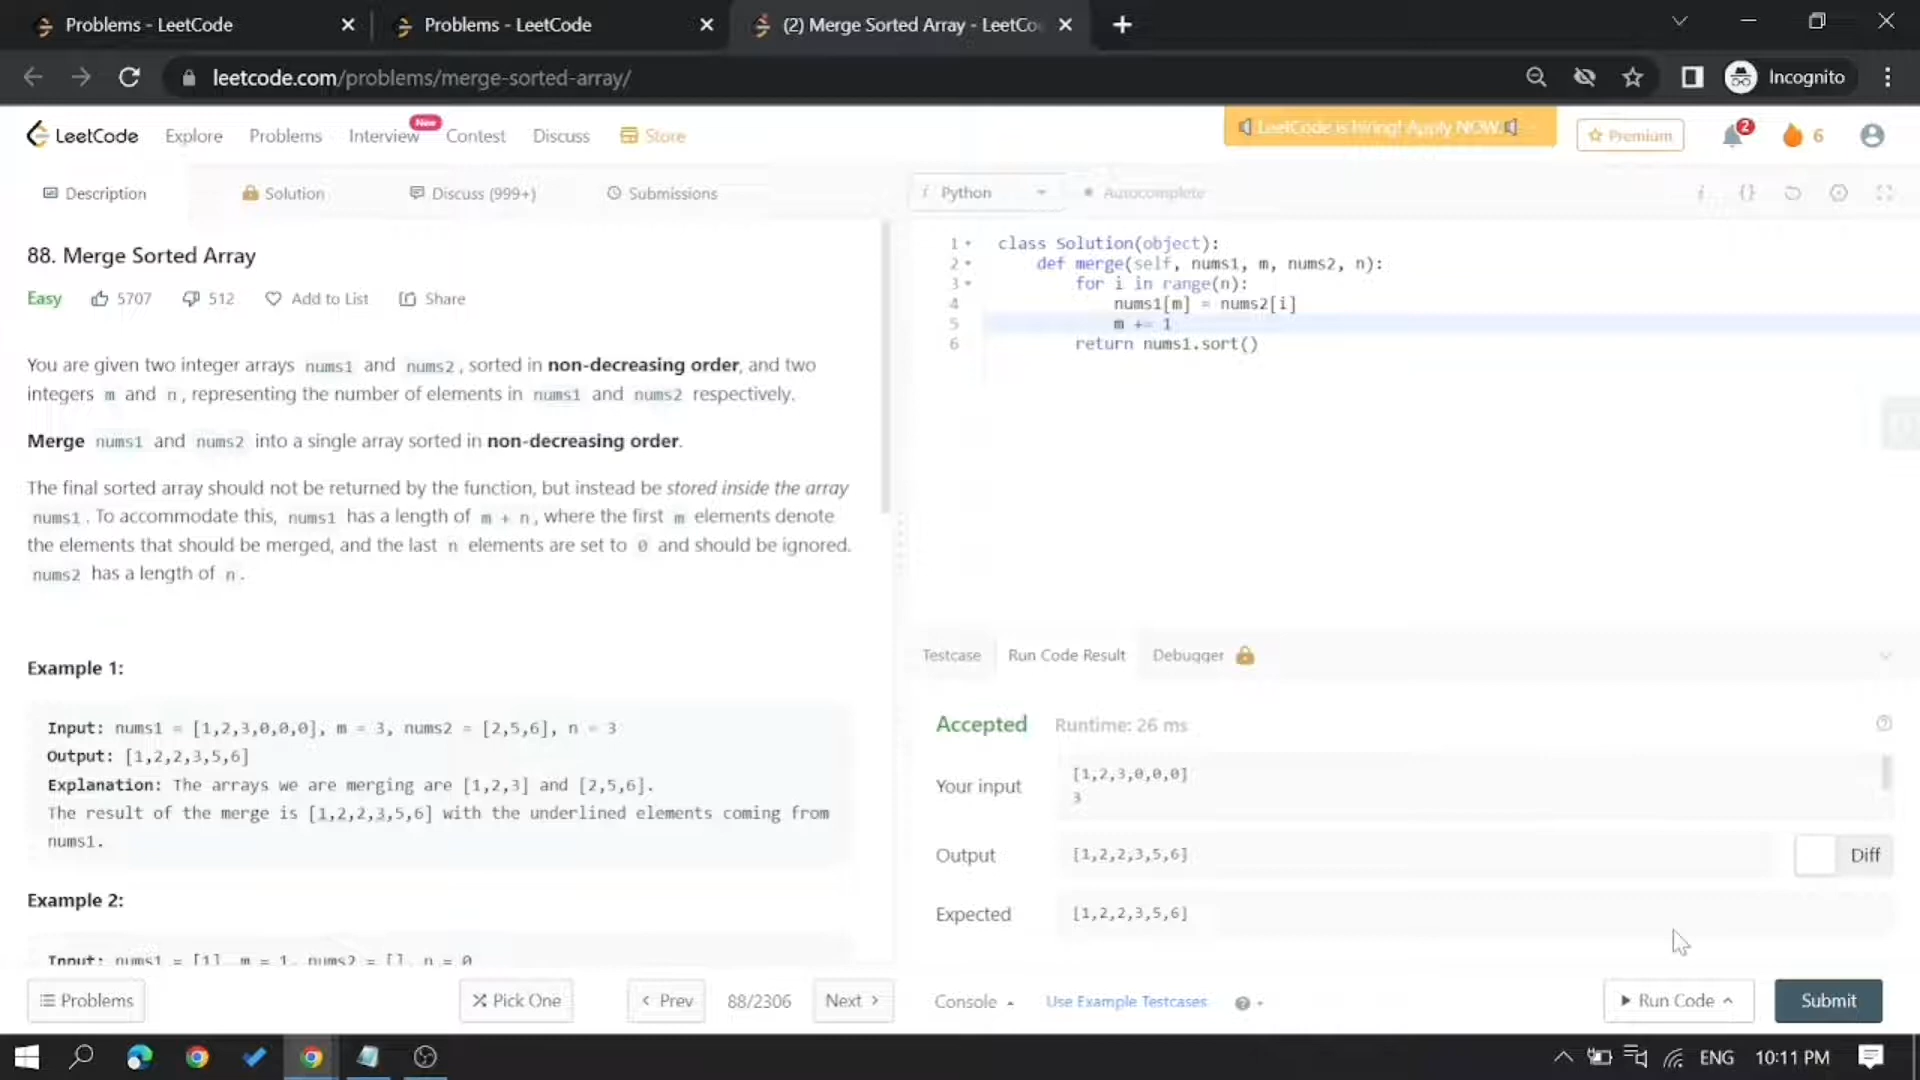 Problems - LeetCode
Problems - LeetCode
(2) Merge Sorted Array - LeetCo
leetcode.com/problems/merge-sorted-array/
Incognito
LeetCode
Explore
Problems
Interview
New
Contest
Discuss
Store
LeetCode is hiring! Apply NOW.
Premium
2
6
Description
Solution
Discuss (999+)
Submissions
i Python
Autocomplete
88. Merge Sorted Array
Easy
5707
512
Add to List
Share
You are given two integer arrays nums1 and nums2, sorted in non-decreasing order, and two
integers m and n, representing the number of elements in nums1 and nums2 respectively.
Merge nums1 and nums2 into a single array sorted in non-decreasing order.
The final sorted array should not be returned by the function, but instead be stored inside the array
nums1. To accommodate this, nums1 has a length of m + n, where the first m elements denote
the elements that should be merged, and the last n elements are set to 0 and should be ignored.
nums2 has a length of n.
Example 1:
Input: nums1 = [1,2,3,0,0,0], m = 3, nums2 = [2,5,6], n = 3
Output: [1,2,2,3,5,6]
Explanation: The arrays we are merging are [1,2,3] and [2,5,6].
The result of the merge is [1,2,2,3,5,6] with the underlined elements coming from
nums1.
Example 2:
Input: nums1 = [1], m = 1, nums2 = [], n = 0
Problems
Pick One
< Prev
88/2306
Next >
1 class Solution(object):
2 def merge(self, nums1, m, nums2, n):
3 for i in range(n):
4 nums1[m] = nums2[i]
5 m += 1
6 return nums1.sort()
Testcase
Run Code Result
Debugger
Accepted
Runtime: 26 ms
Your input
[1,2,3,0,0,0]
3
Output
[1,2,2,3,5,6]
Diff
Expected
[1,2,2,3,5,6]
Console
Use Example Testcases
Run Code
Submit
ENG
10:11 PM